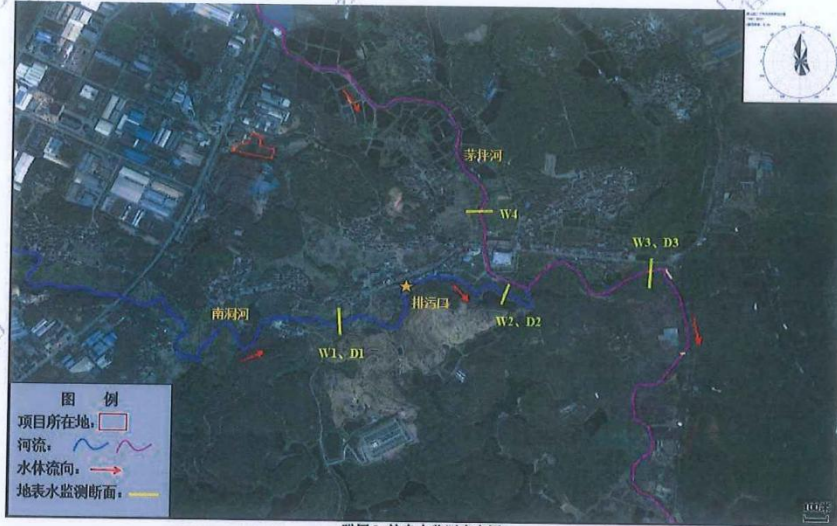 茅坪河
W4
W3、D3
排污口
南洞河
W2、D2
W1、D1
图 例
项目所在地：
河流：
水体流向：
地表水监测断面：